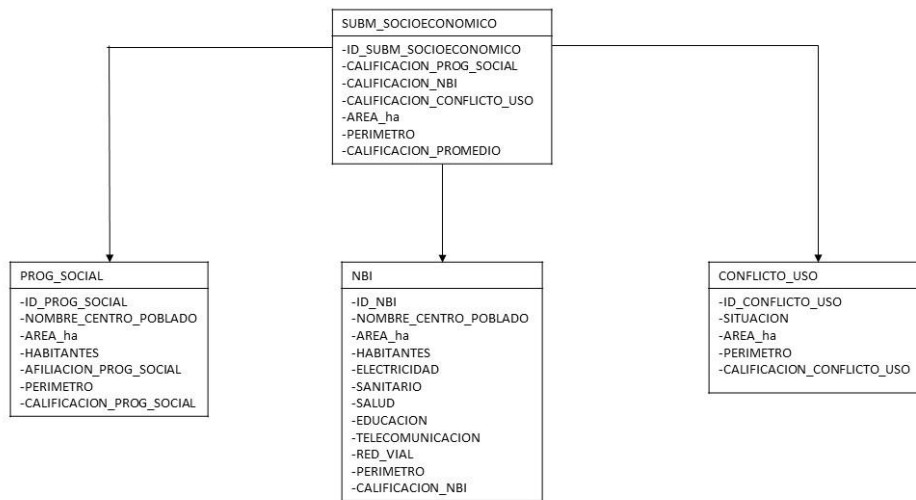 SUBM_SOCIOECONOMICO
-ID_SUBM_SOCIOECONOMICO
-CALIFICACION_PROG_SOCIAL
-CALIFICACION_NBI
-CALIFICACION_CONFLICTO_USO
-AREA_ha
-PERIMETRO
-CALIFICACION_PROMEDIO
PROG_SOCIAL
-ID_PROG_SOCIAL
-NOMBRE_CENTRO_POBLADO
-AREA_ha
-HABITANTES
-AFILIACION_PROG_SOCIAL
-PERIMETRO
-CALIFICACION_PROG_SOCIAL
NBI
-ID_NBI
-NOMBRE_CENTRO_POBLADO
-AREA_ha
-HABITANTES
-ELECTRICIDAD
-SANITARIO
-SALUD
-EDUCACION
-TELECOMUNICACION
-RED_VIAL
-PERIMETRO
-CALIFICACION_NBI
CONFLICTO_USO
-ID_CONFLICTO_USO
-SITUACION
-AREA_ha
-PERIMETRO
-CALIFICACION_CONFLICTO_USO